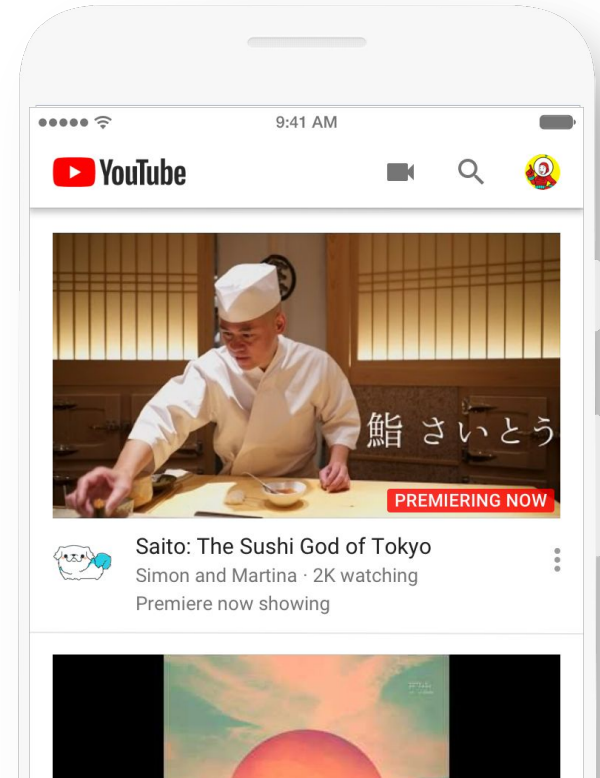 9:41 AM
YouTube
鮨 さいとう
PREMIERING NOW
Saito: The Sushi God of Tokyo
Simon and Martina · 2K watching
Premiere now showing